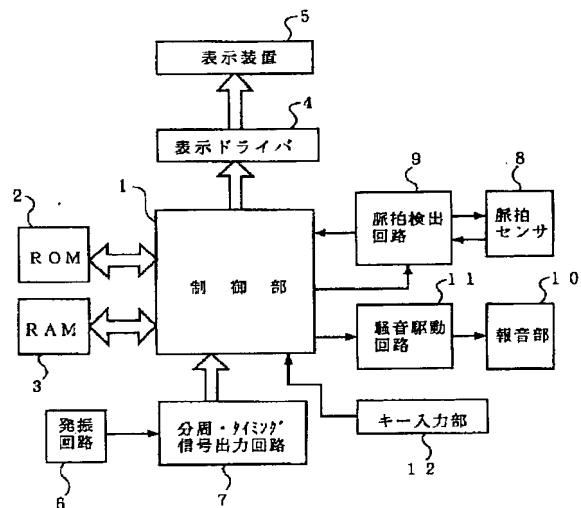 5
表示装置
4
表示ドライバ
9
8
1
2
脈拍検出
回路
脈拍
センサ
ROM
制御部
11
10
RAM
騒音駆動
回路
報音部
3
発振
回路
分周・タイミング
信号出力回路
キー入力部
6
7
12